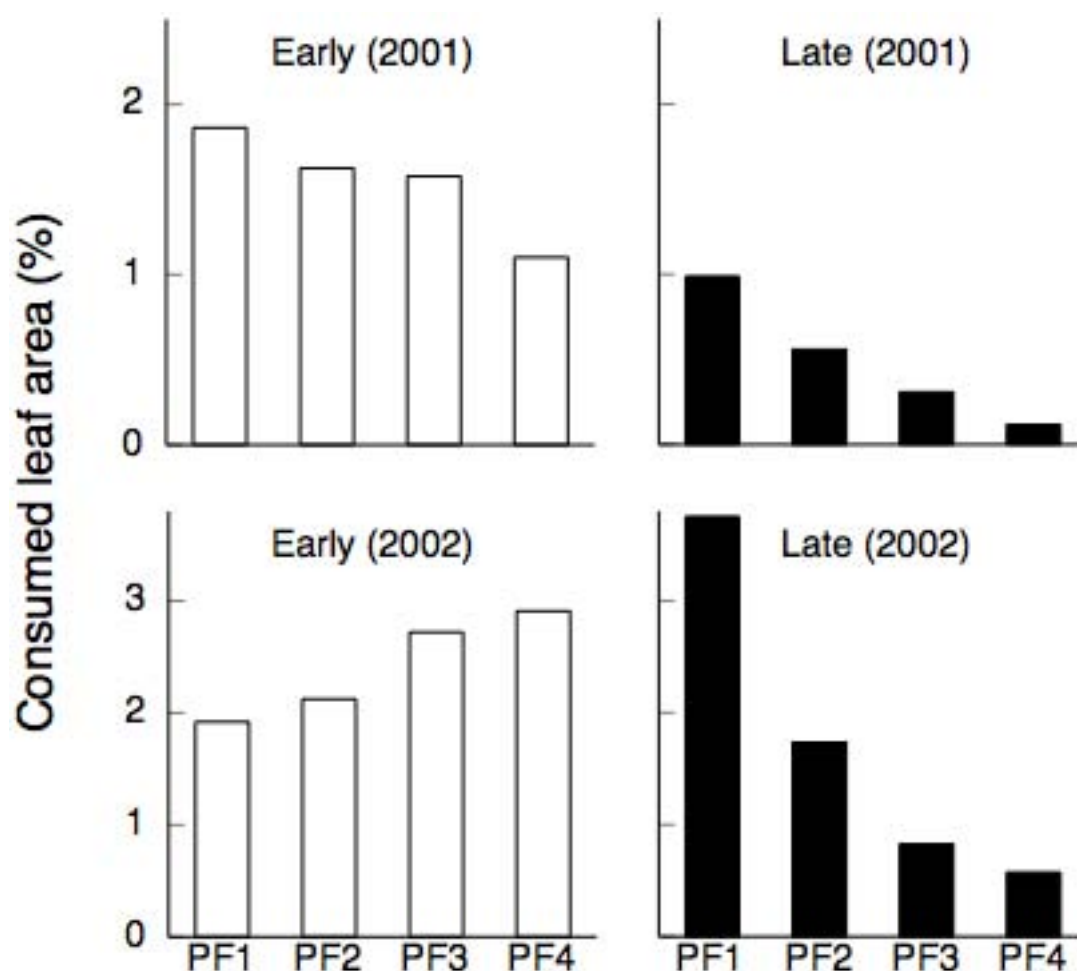 Consumed leaf area (%)
Early (2001)
2
1
0
Late (2001)
Early (2002)
3
2
1
0
PF1 PF2 PF3 PF4
Late (2002)
PF1 PF2 PF3 PF4